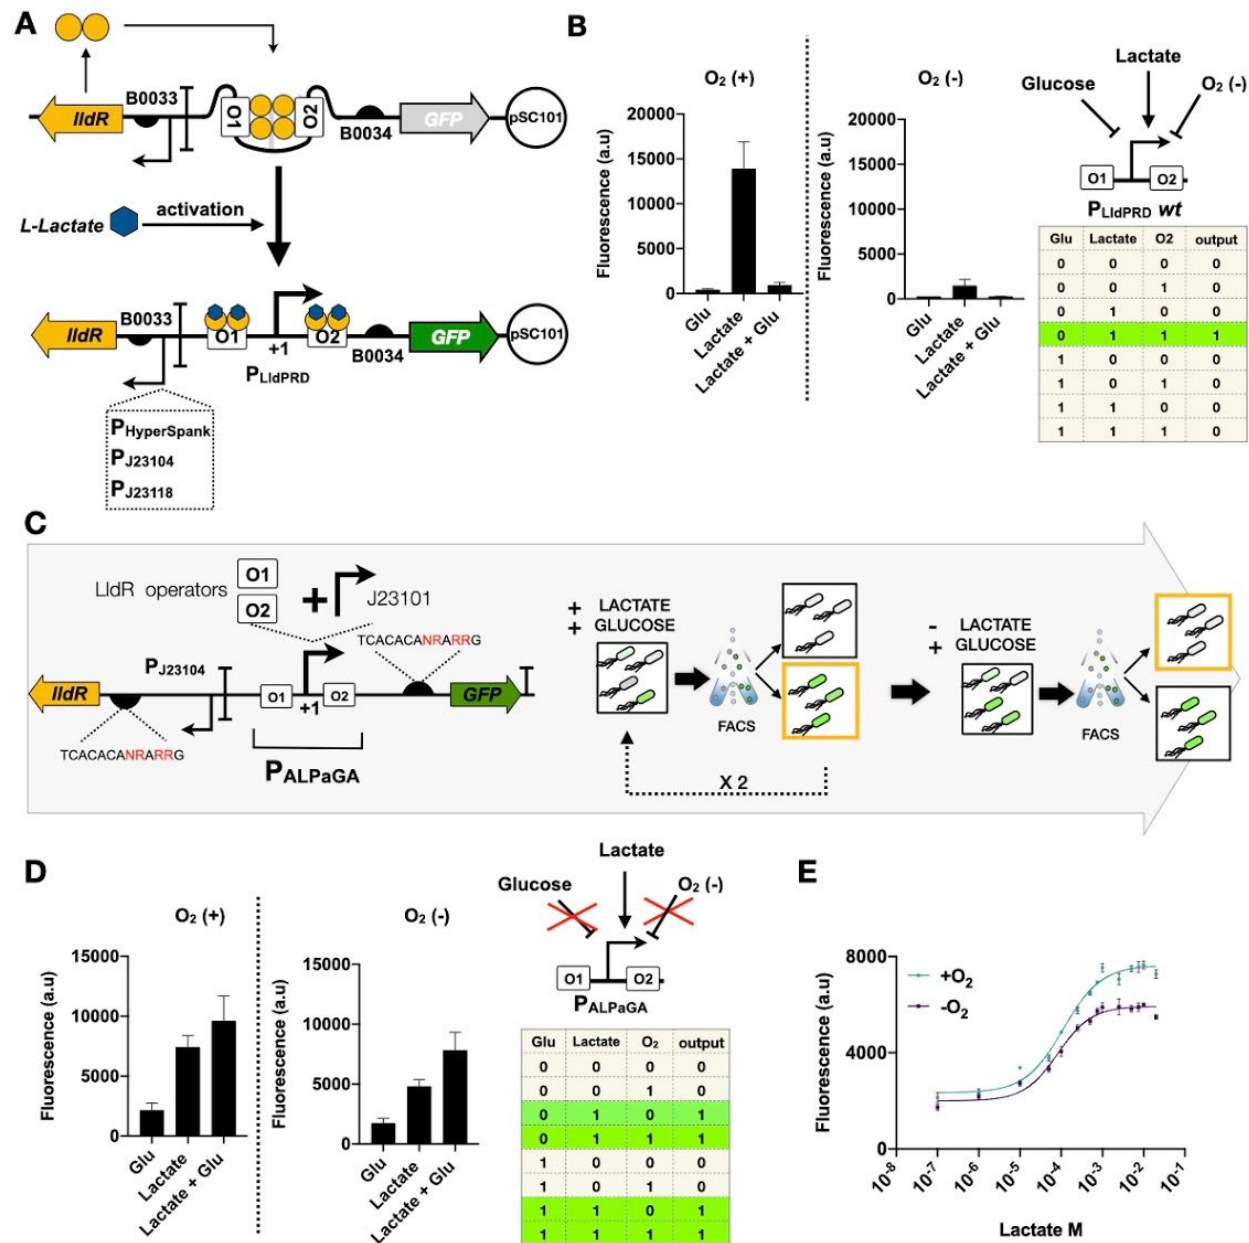 A
lldR
B0033
O1
O2
B0034
GFP
pSC101
L-Lactate
activation
lldR
B0033
O1
+1
O2
B0034
GFP
pSC101
PLldPRD
PHyperSpank
PJ23104
PJ23118
B
O2 (+)
Fluorescence (a.u)
20000
15000
10000
5000
0
Glu
Lactate
Lactate + Glu
O2 (-)
Fluorescence (a.u)
20000
15000
10000
5000
0
Glu
Lactate
Lactate + Glu
Lactate
Glucose
O2 (-)
O1
O2
PLldPRD wt
Glu Lactate O2 output
0 0 0 0
0 0 1 0
0 1 0 0
0 1 1 1
1 0 0 0
1 0 1 0
1 1 0 0
1 1 1 0
C
LldR operators
O1
O2
+
J23101
TCACACANRARRG
PJ23104
lldR
O1
+1
O2
GFP
TCACACANRARRG
PALPaGA
+ LACTATE
+ GLUCOSE
FACS
X 2
- LACTATE
+ GLUCOSE
FACS
D
O2 (+)
Fluorescence (a.u)
15000
10000
5000
0
Glu
Lactate
Lactate + Glu
O2 (-)
Fluorescence (a.u)
15000
10000
5000
0
Glu
Lactate
Lactate + Glu
Lactate
Glucose
O2 (-)
O1
O2
PALPaGA
Glu Lactate O2 output
0 0 0 0
0 0 1 0
0 1 0 1
0 1 1 1
1 0 0 0
1 0 1 0
1 1 0 1
1 1 1 1
E
Fluorescence (a.u)
8000
4000
0
+O2
-O2
10-8
10-7
10-6
10-5
10-4
10-3
10-2
10-1
Lactate M